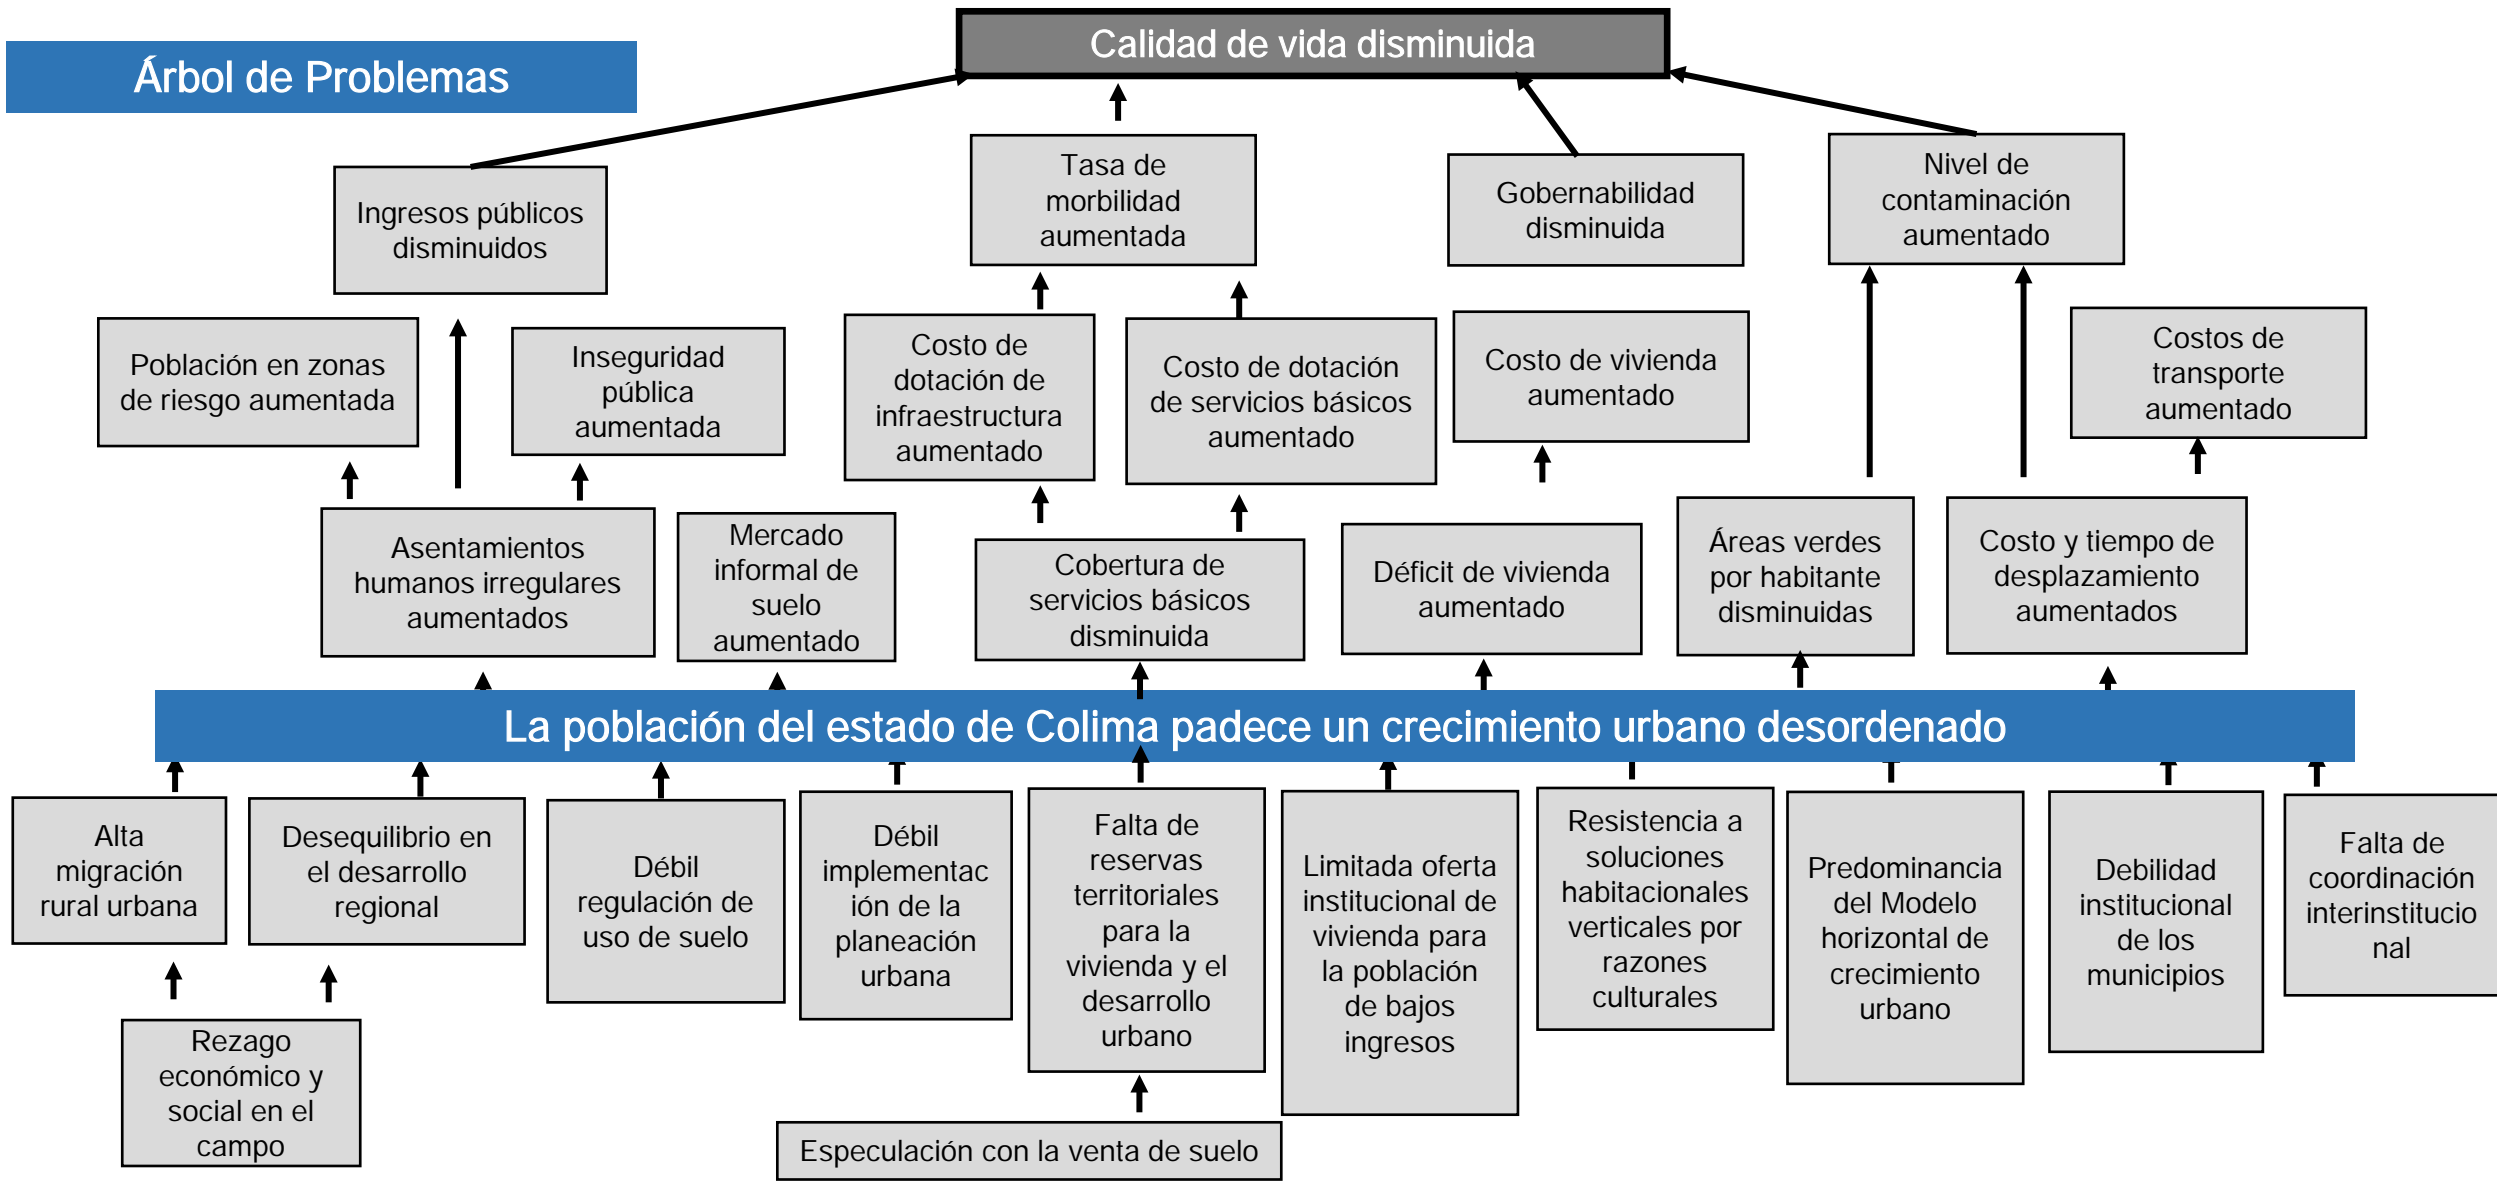 Calidad de vida disminuida
Árbol de Problemas
Ingresos públicos
disminuidos
Tasa de
morbilidad
aumentada
Gobernabilidad
disminuida
Nivel de
contaminación
aumentado
Población en zonas
de riesgo aumentada
Inseguridad
pública
aumentada
Costo de
dotación de
infraestructura
aumentado
Costo de dotación
de servicios básicos
aumentado
Costo de vivienda
aumentado
Costos de
transporte
aumentado
Asentamientos
humanos irregulares
aumentados
Mercado
informal de
suelo
aumentado
Cobertura de
servicios básicos
disminuida
Déficit de vivienda
aumentado
Áreas verdes
por habitante
disminuidas
Costo y tiempo de
desplazamiento
aumentados
La población del estado de Colima padece un crecimiento urbano desordenado
Alta
migración
rural urbana
Desequilibrio en
el desarrollo
regional
Débil
regulación de
uso de suelo
Débil
implementac
ión de la
planeación
urbana
Falta de
reservas
territoriales
para la
vivienda y el
desarrollo
urbano
Limitada oferta
institucional de
vivienda para
la población
de bajos
ingresos
Resistencia a
soluciones
habitacionales
verticales por
razones
culturales
Predominancia
del Modelo
horizontal de
crecimiento
urbano
Debilidad
institucional
de los
municipios
Falta de
coordinación
interinstitucio
nal
Rezago
económico y
social en el
campo
Especulación con la venta de suelo